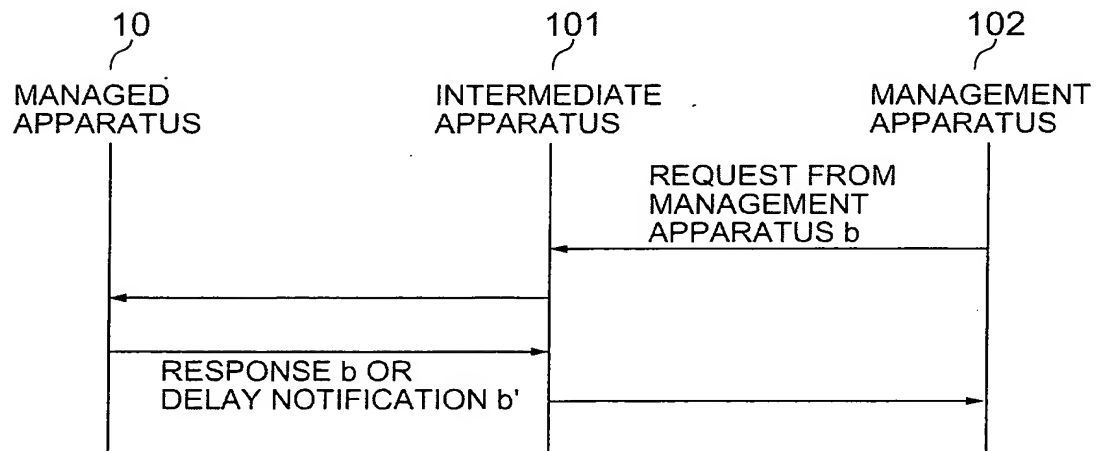 10
101
102
MANAGED
APPARATUS
INTERMEDIATE
APPARATUS
MANAGEMENT
APPARATUS
REQUEST FROM
MANAGEMENT
APPARATUS b
RESPONSE b OR
DELAY NOTIFICATION b'